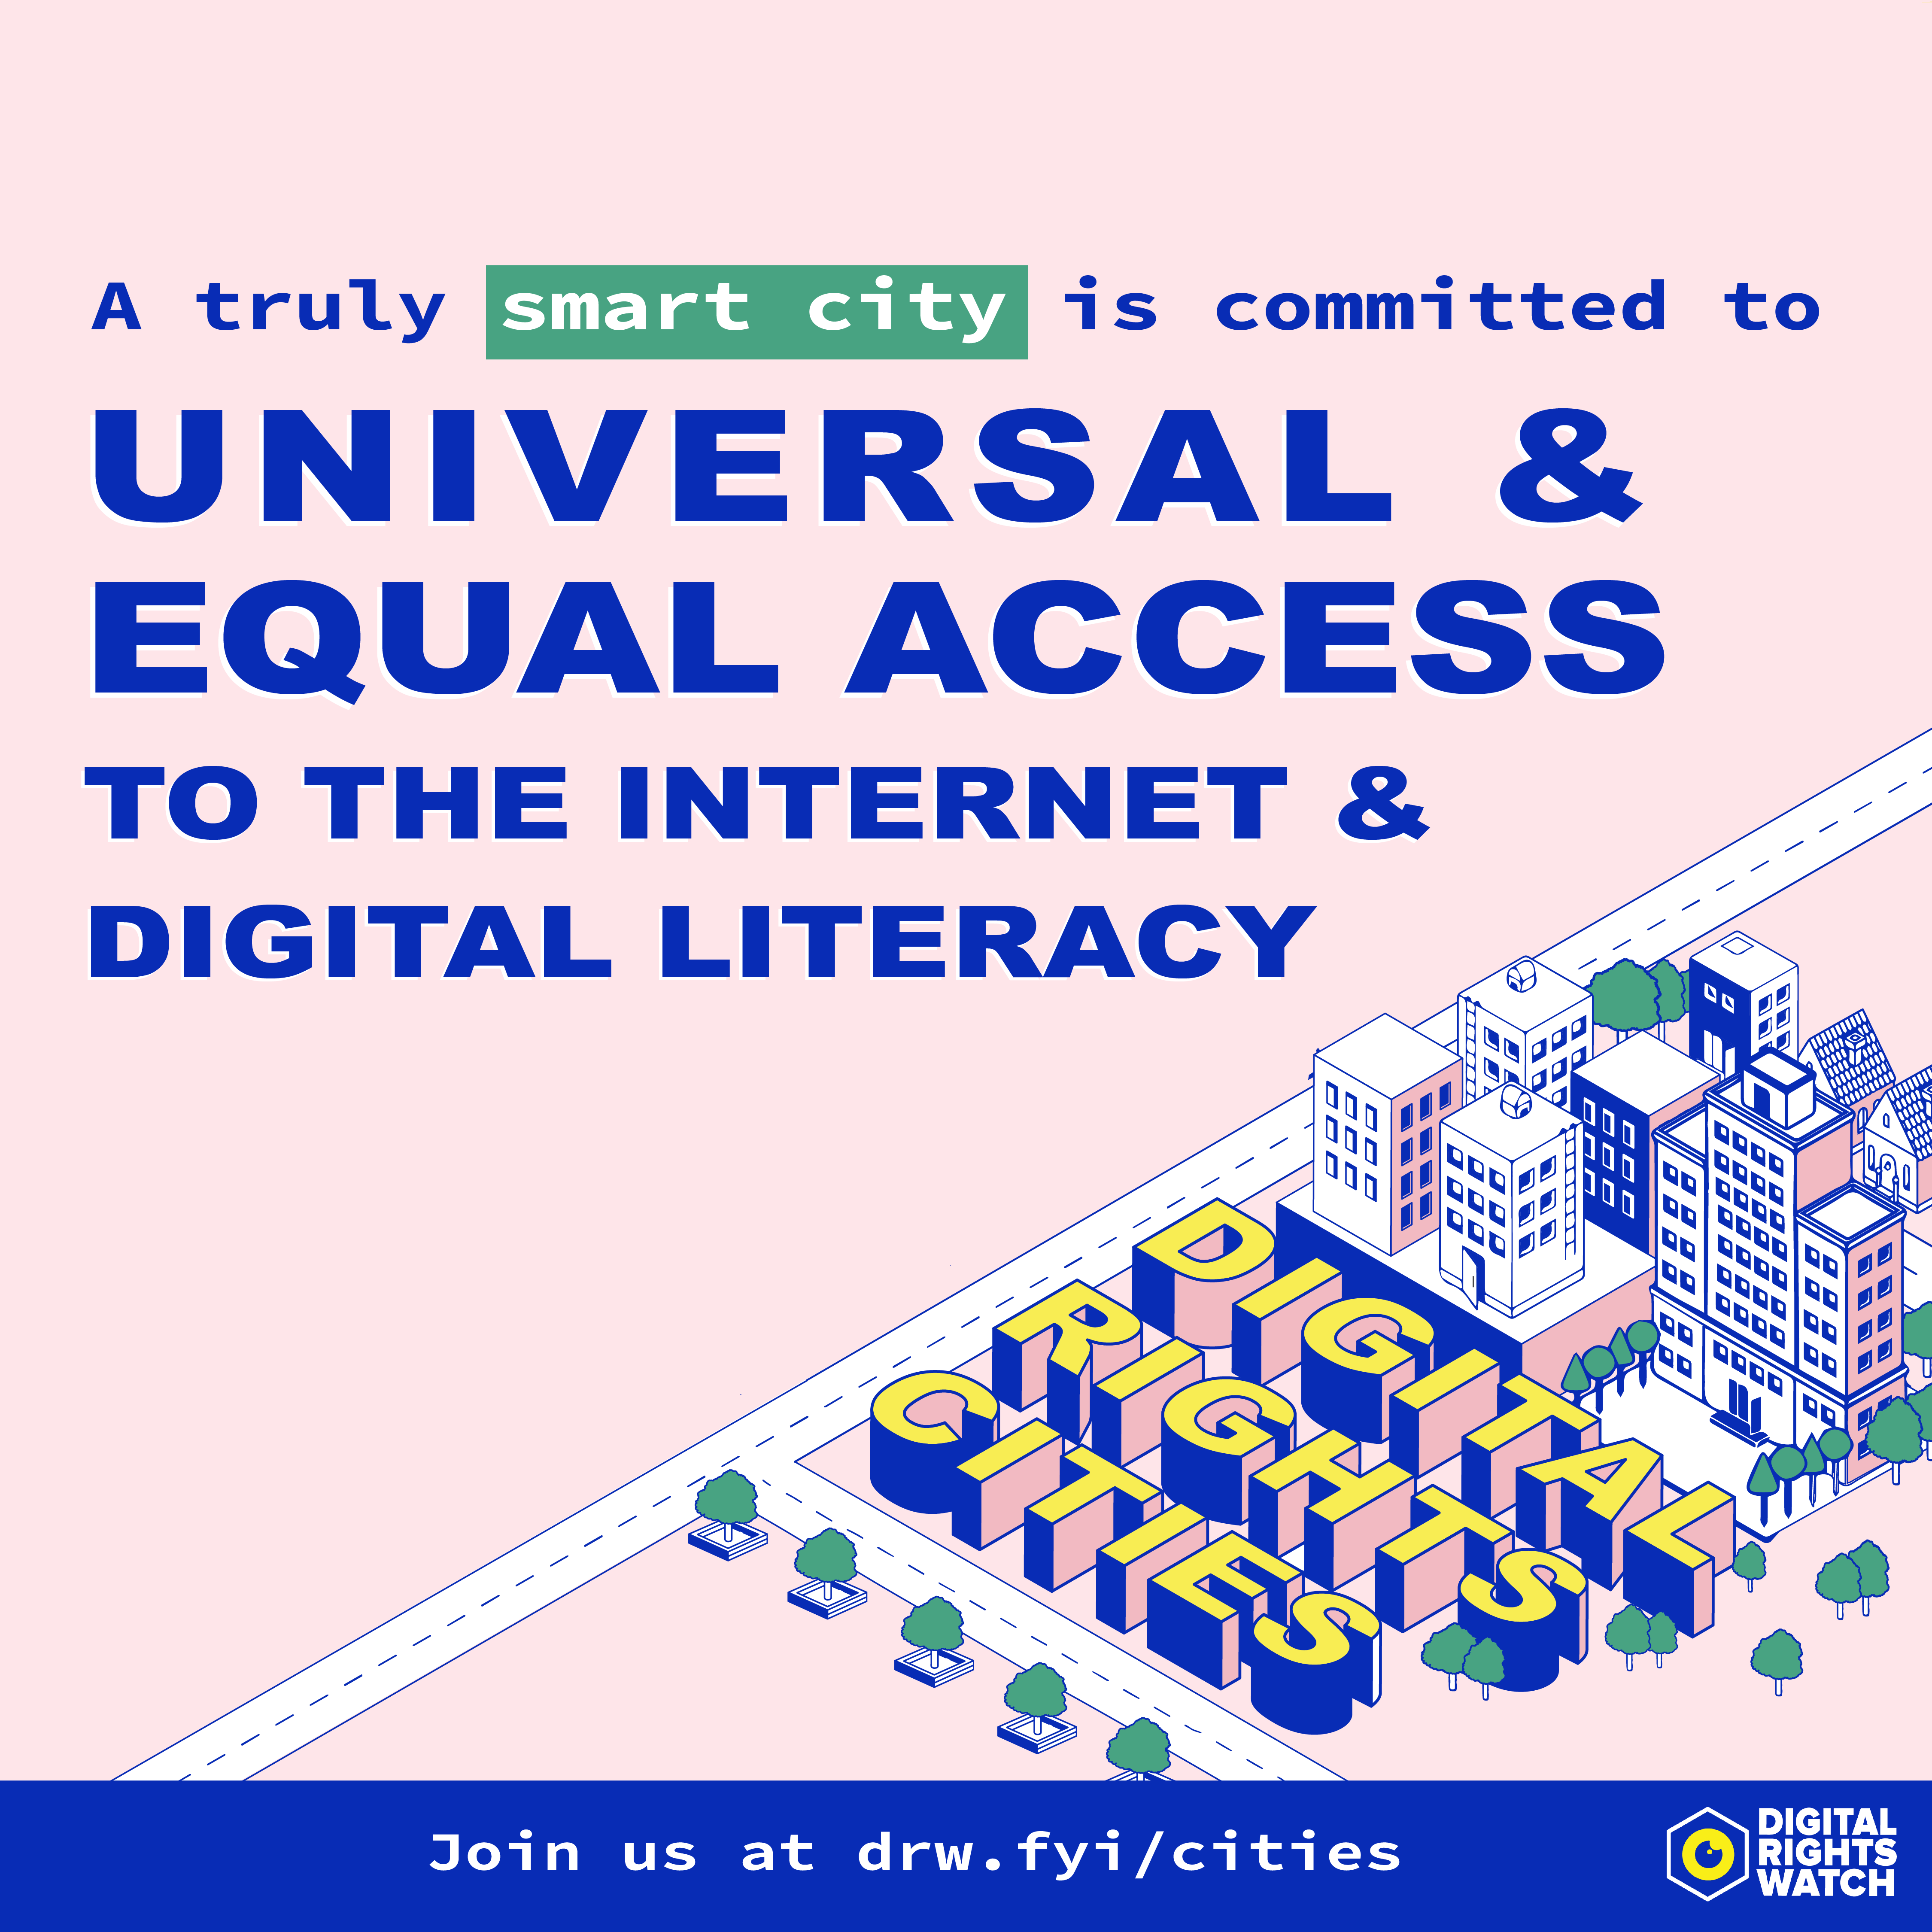 A truly smart city is committed to
UNIVERSAL &
EQUAL ACCESS
TO THE INTERNET &
DIGITAL LITERACY
DIGITAL
RIGHTS
CITIES
Join us at drw.fyi/cities
DIGITAL
RIGHTS
WATCH